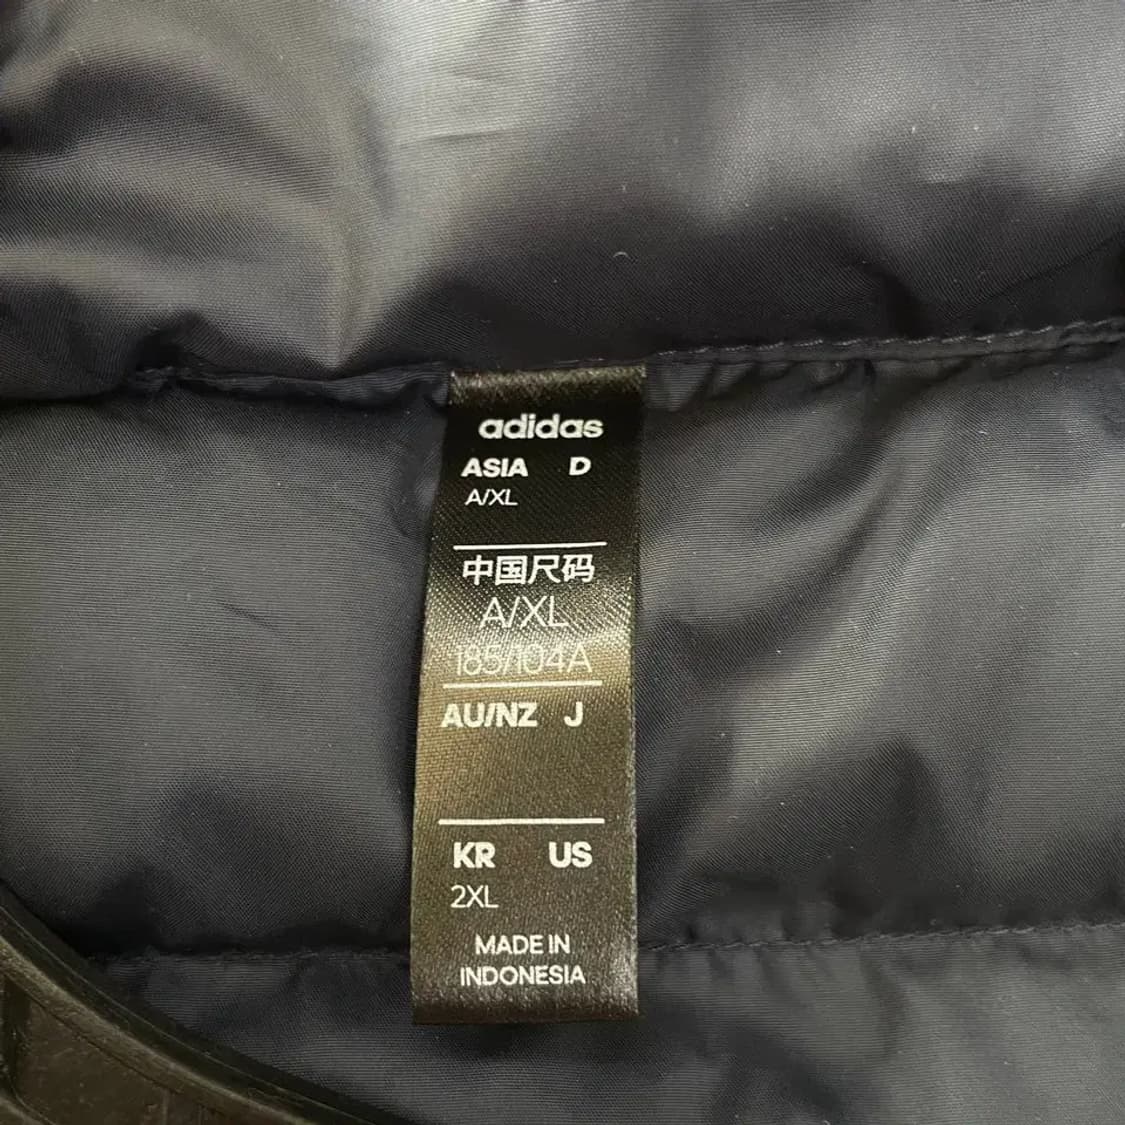 adidas
ASIA D
A/XL
中国尺码
A/XL
185/104A
AU/NZ J
KR US
2XL
MADE IN
INDONESIA